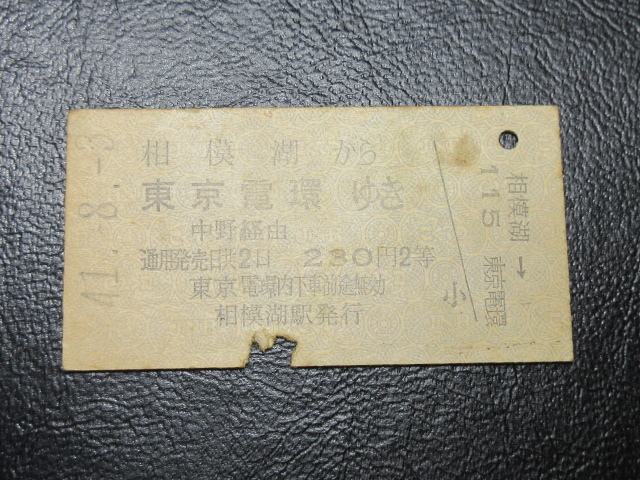 41.-8.-3
相模湖から
東京電環ゆき
中野経由
通用発売日共2日 230円2等
東京電環内下車前途無効
相模湖駅発行
小
相模湖→東京電環
115